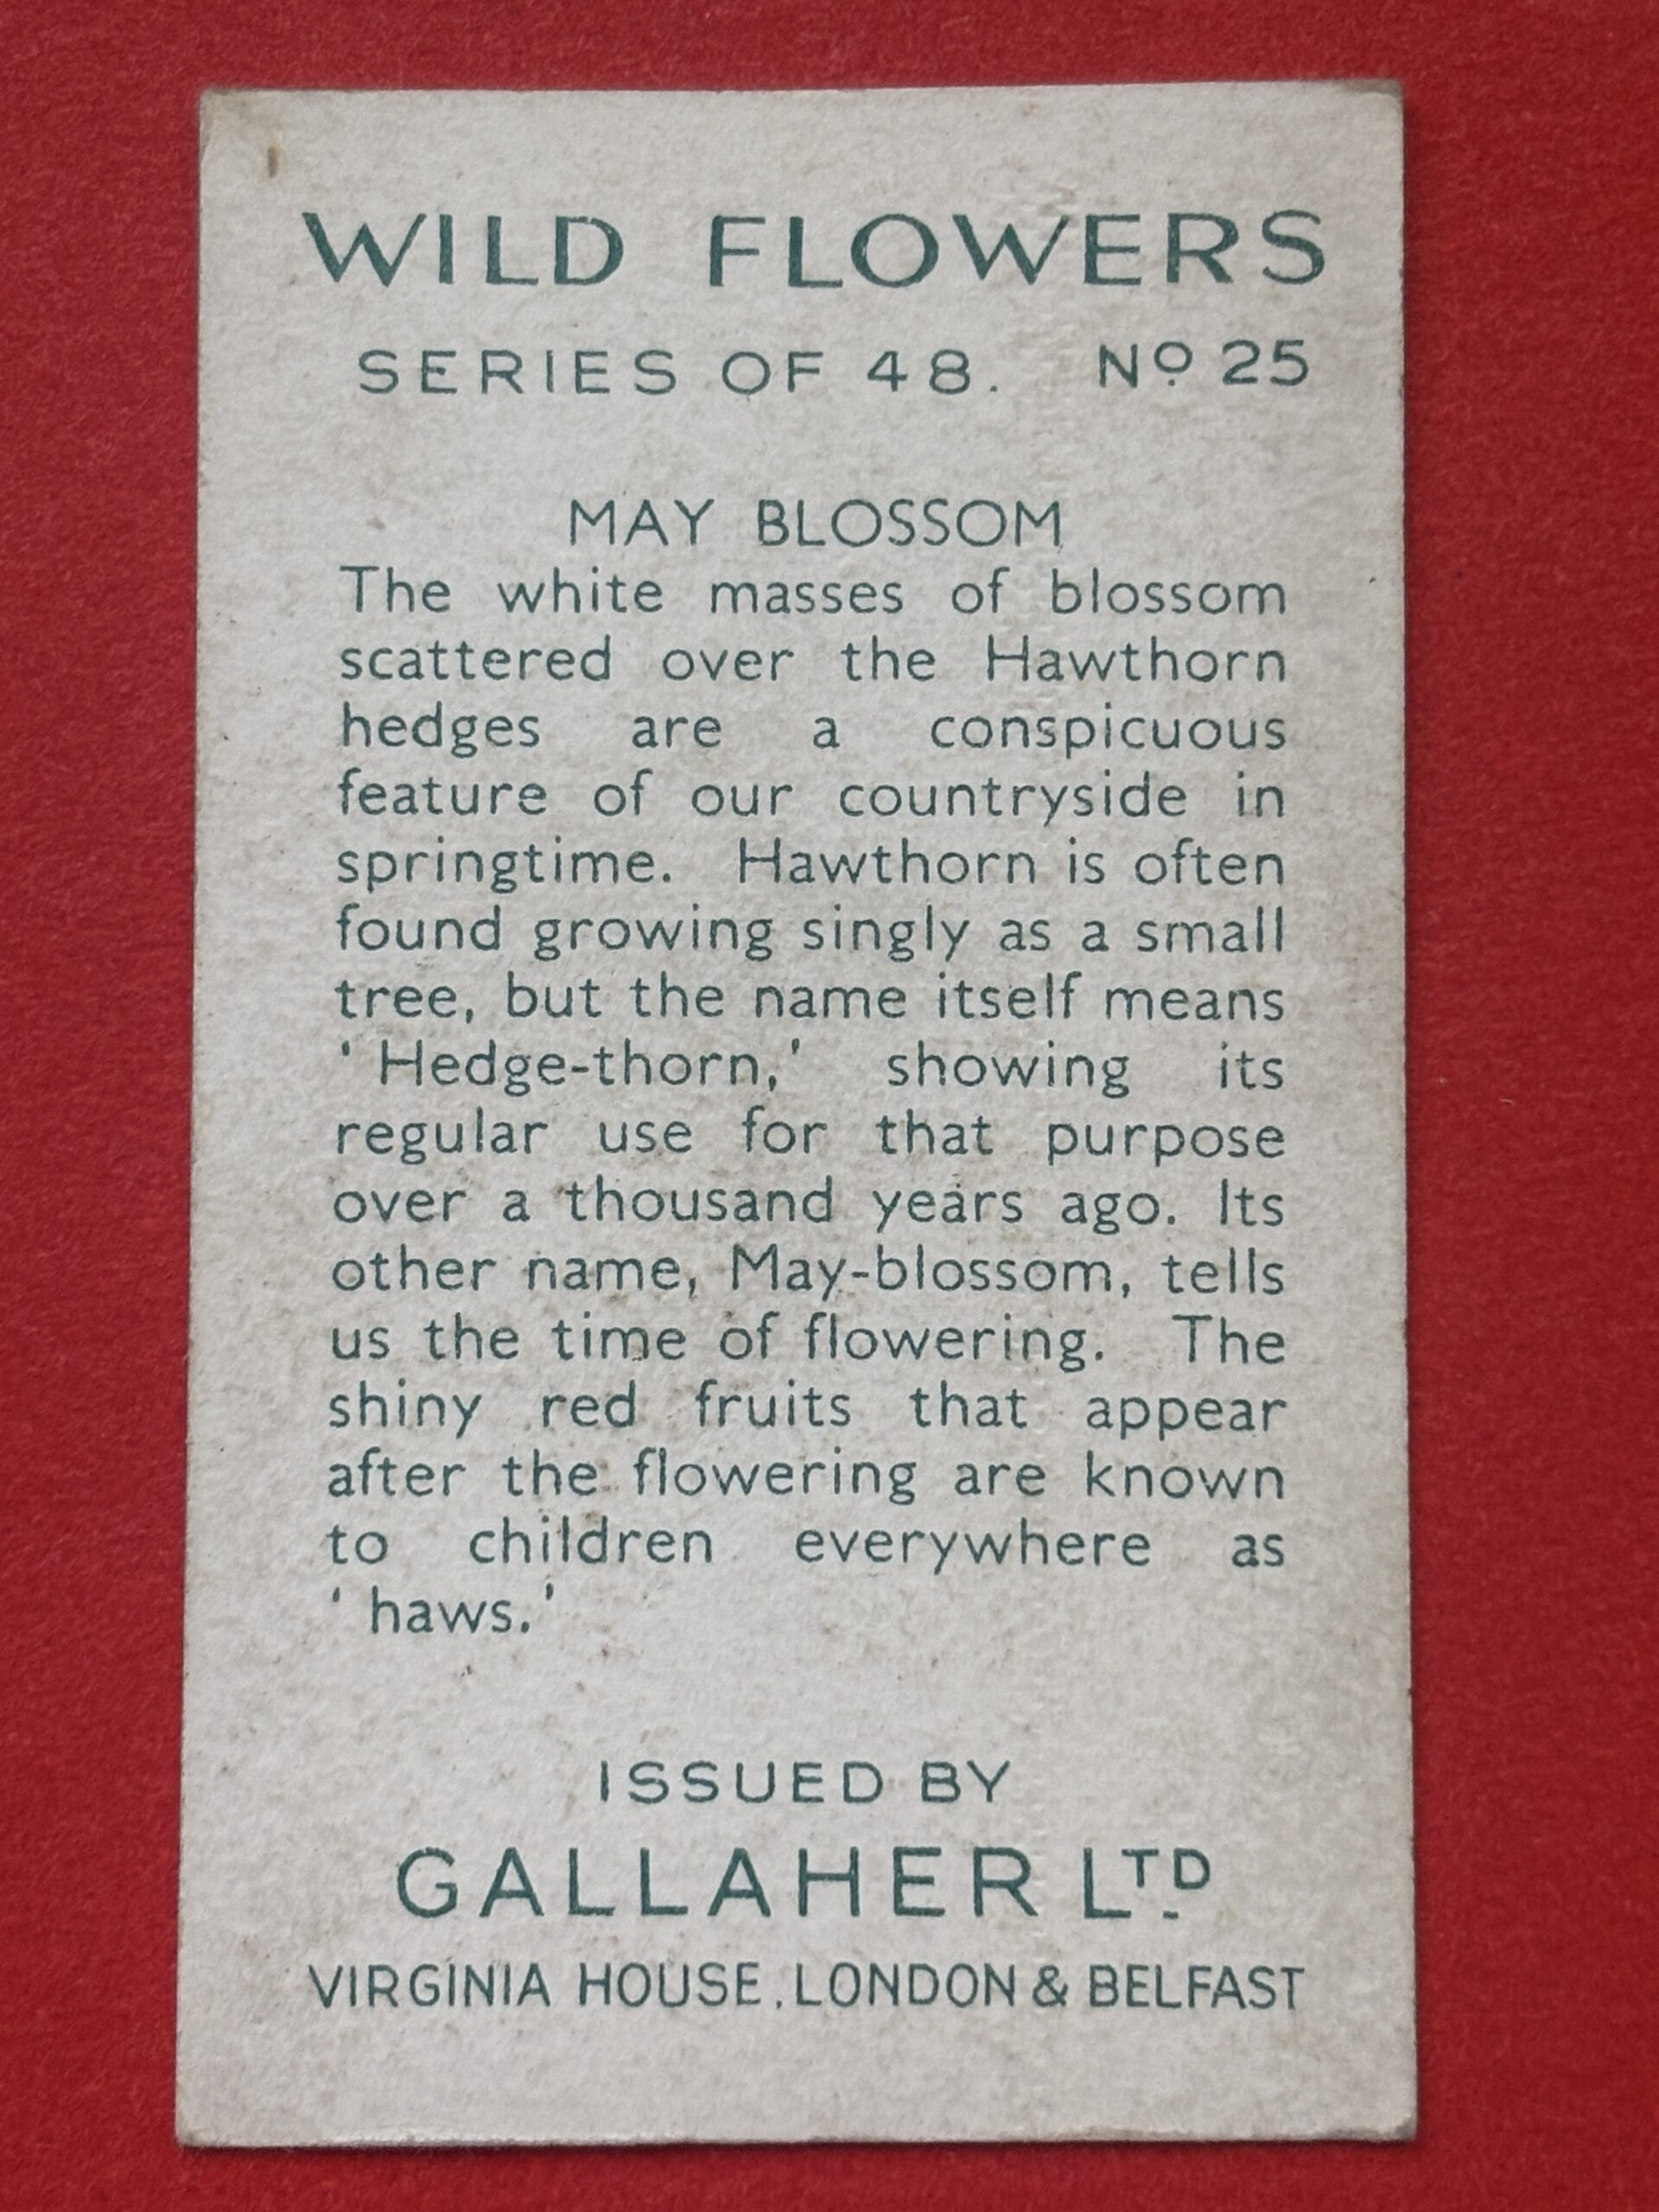 WILD FLOWERS
SERIES OF 48. Nº 25
MAY BLOSSOM
The white masses of blossom
scattered over the Hawthorn
hedges are a conspicuous
feature of our countryside in
springtime. Hawthorn is often
found growing singly as a small
tree, but the name itself means
‘ Hedge-thorn,’ showing its
regular use for that purpose
over a thousand years ago. Its
other name, May-blossom, tells
us the time of flowering. The
shiny red fruits that appear
after the flowering are known
to children everywhere as
‘ haws.’
ISSUED BY
GALLAHER LTD
VIRGINIA HOUSE, LONDON & BELFAST